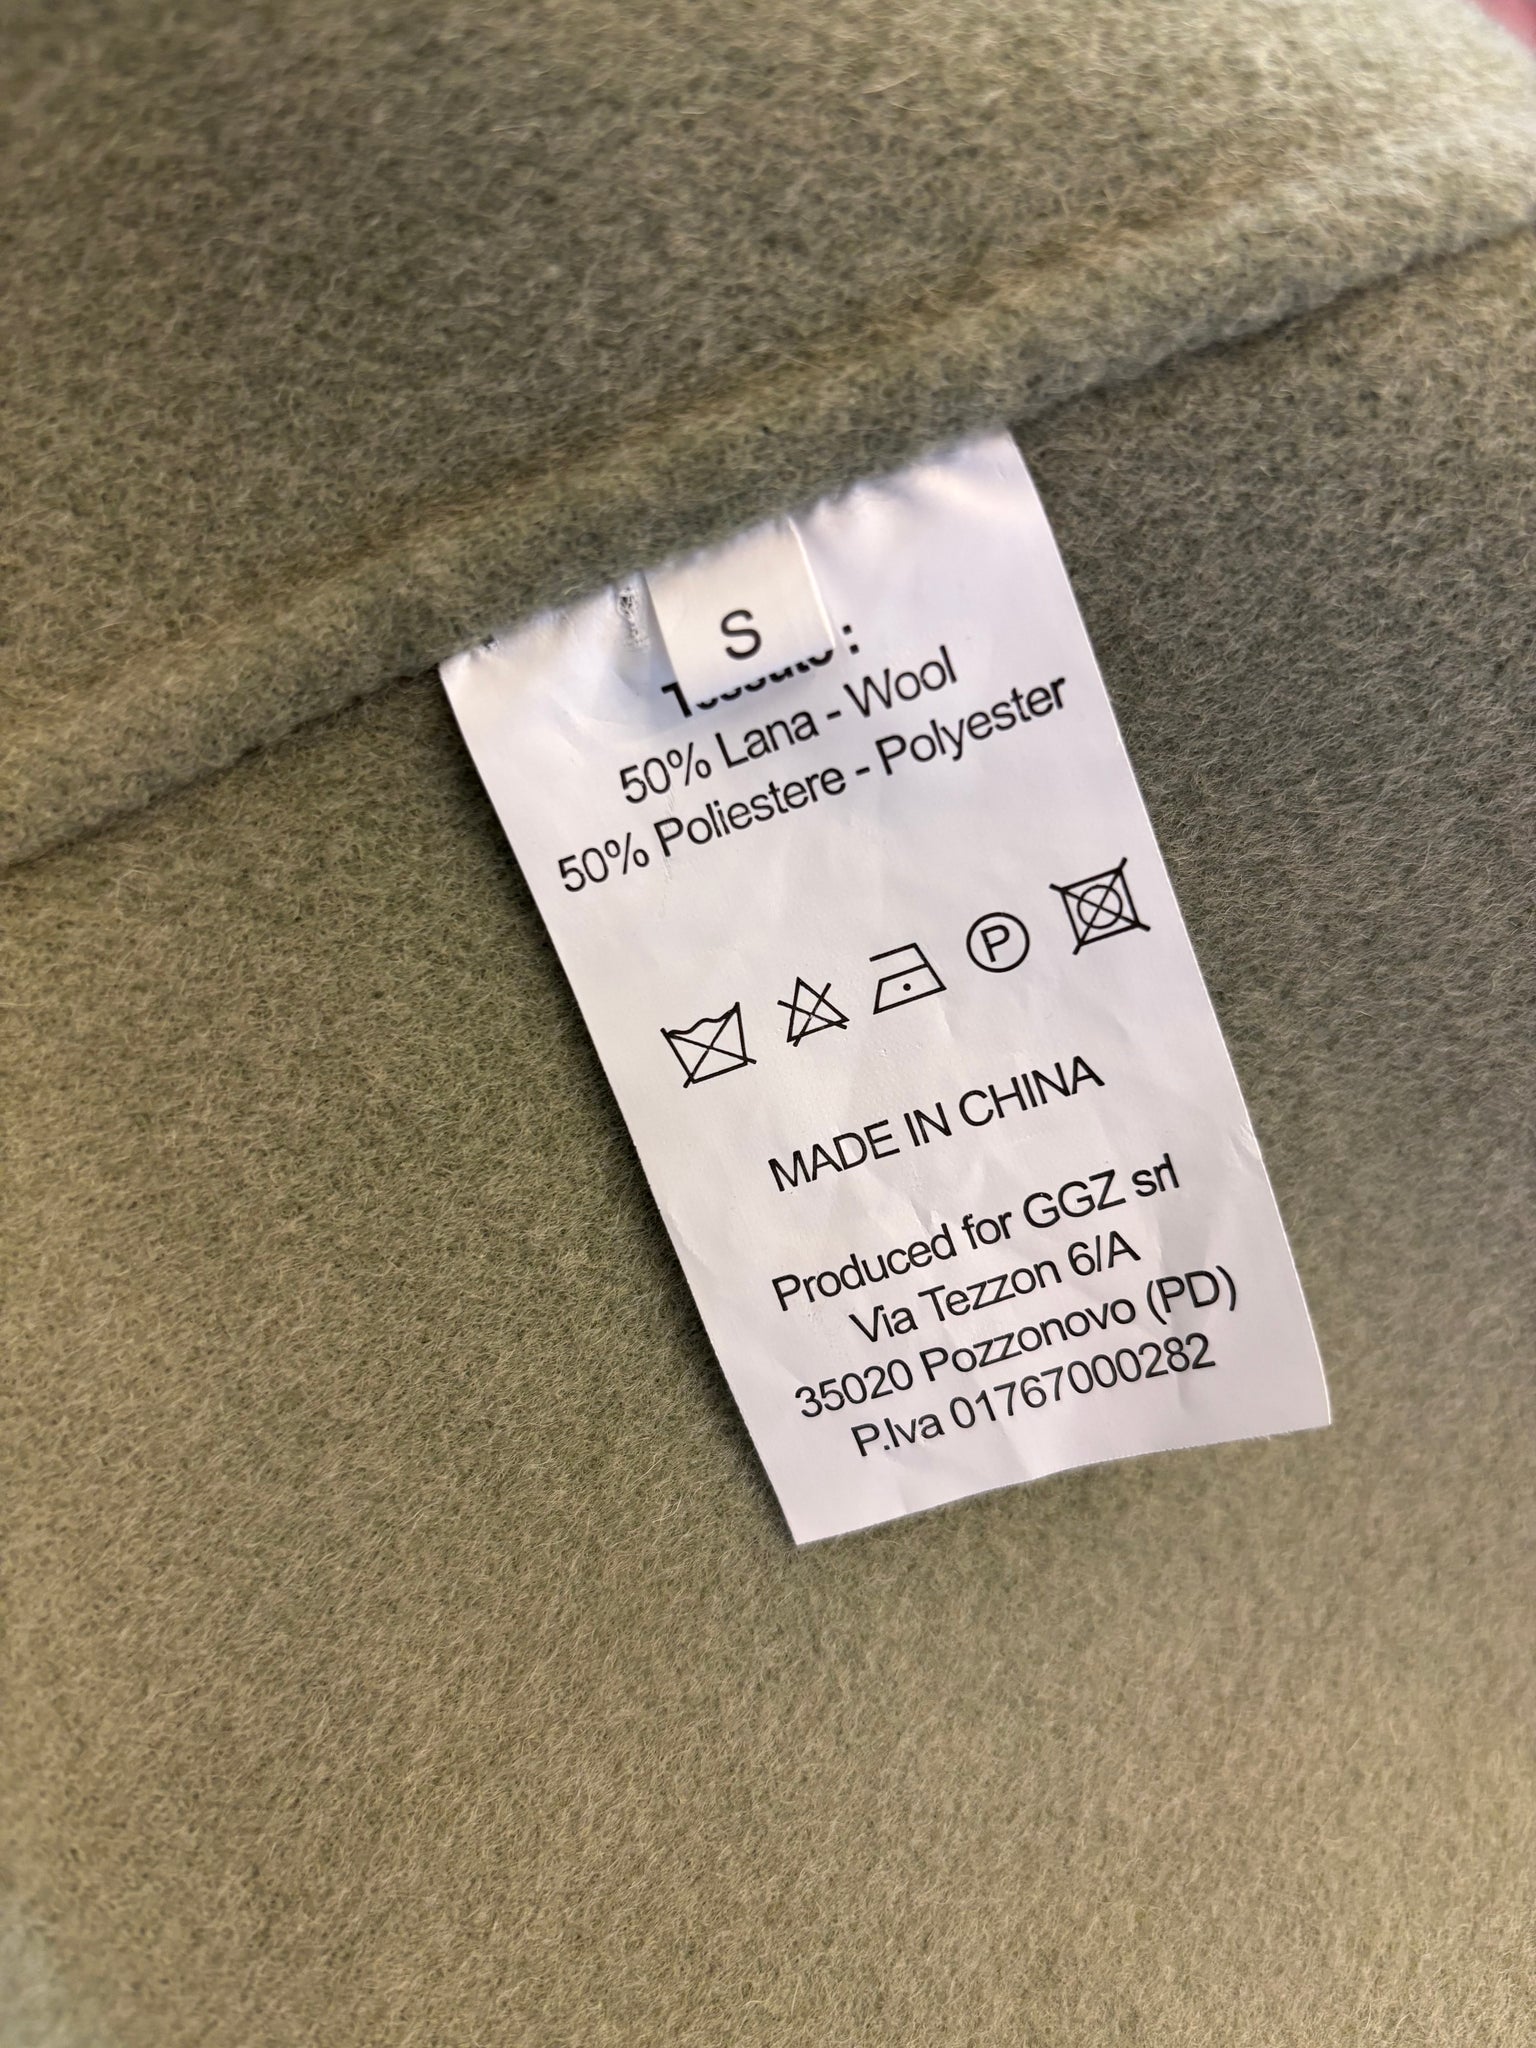 S
50% Lana - Wool
50% Poliestere - Polyester
P
MADE IN CHINA
Produced for GGZ srl
Via Tezzon 6/A
35020 Pozzonovo (PD)
P.Iva 01767000282